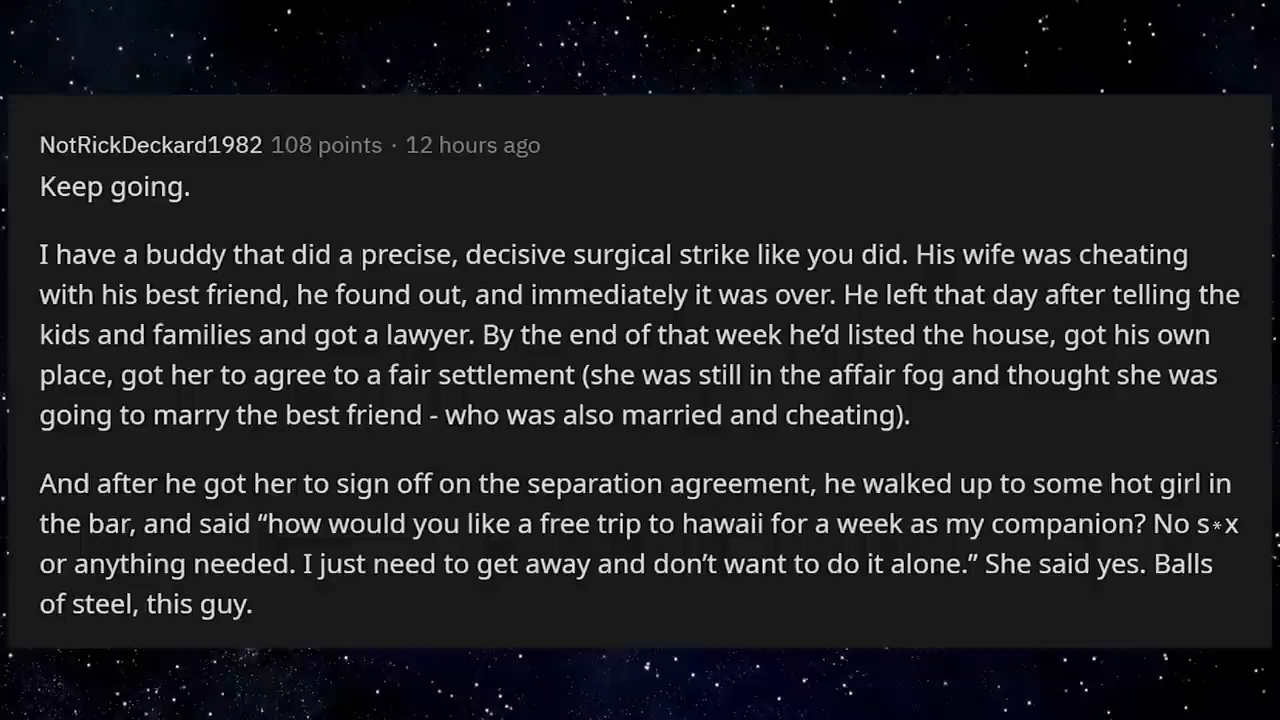 NotRickDeckard1982 108 points · 12 hours ago
Keep going.
I have a buddy that did a precise, decisive surgical strike like you did. His wife was cheating
with his best friend, he found out, and immediately it was over. He left that day after telling the
kids and families and got a lawyer. By the end of that week he’d listed the house, got his own
place, got her to agree to a fair settlement (she was still in the affair fog and thought she was
going to marry the best friend - who was also married and cheating).
And after he got her to sign off on the separation agreement, he walked up to some hot girl in
the bar, and said “how would you like a free trip to hawaii for a week as my companion? No s*x
or anything needed. I just need to get away and don’t want to do it alone.” She said yes. Balls
of steel, this guy.